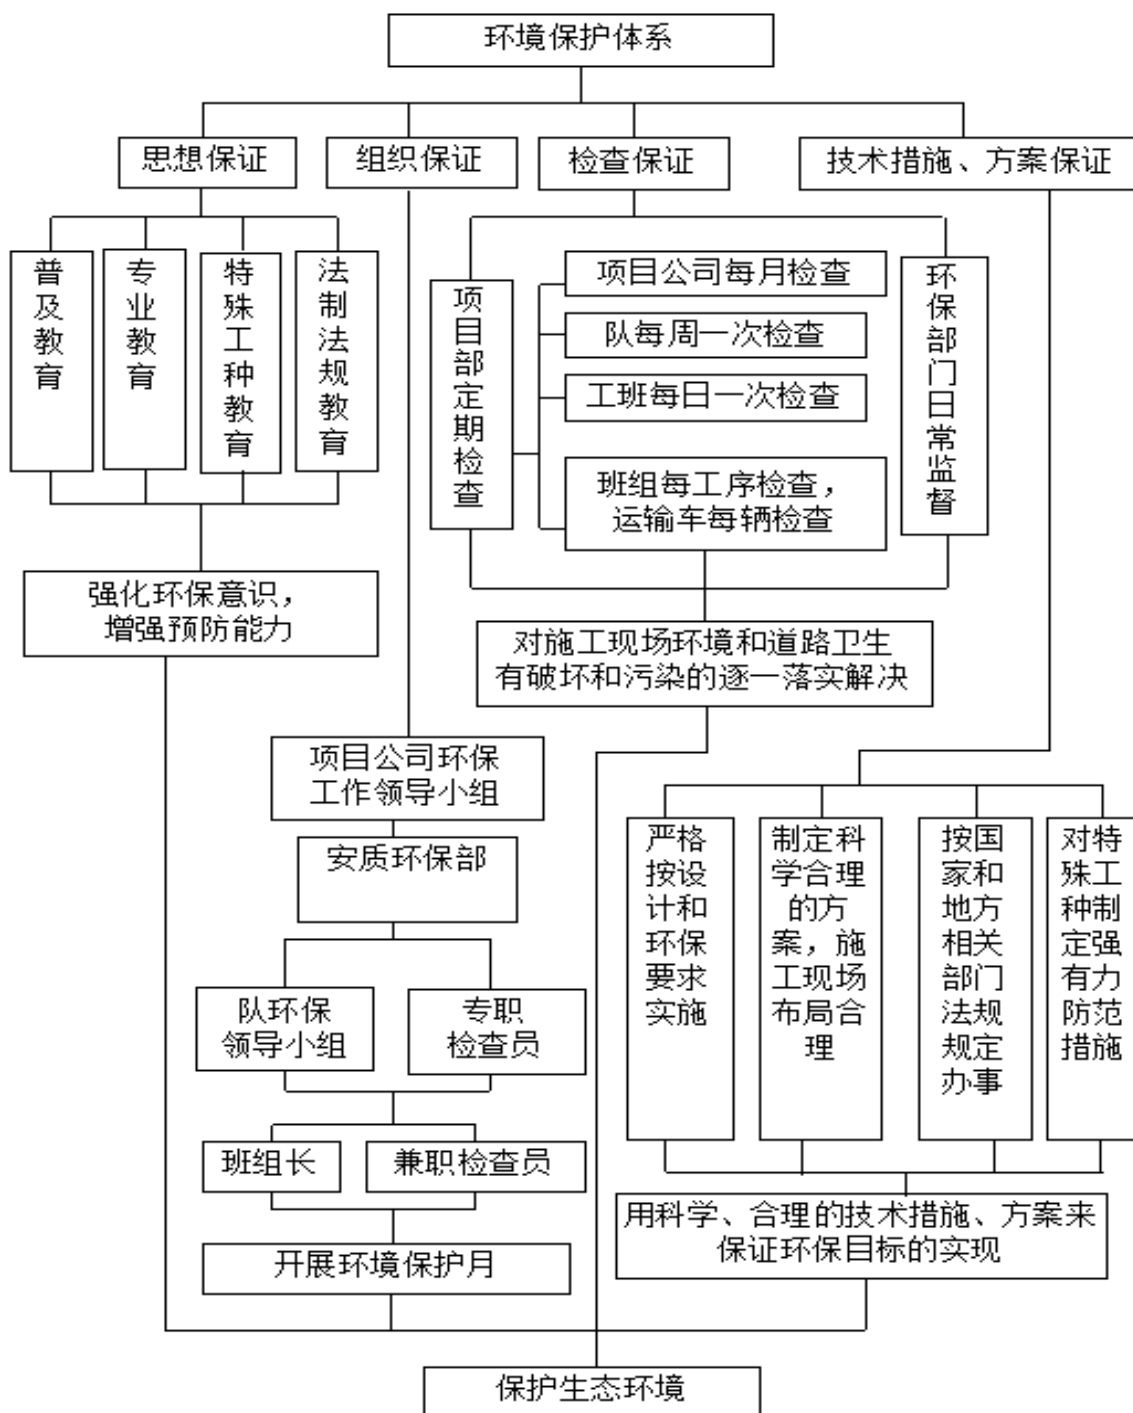 环境保护体系
思想保证
组织保证
检查保证
技术措施、方案保证
普及教育
专业教育
特殊工种教育
法制法规教育
项目部定期检查
项目公司每月检查
队每周一次检查
工班每日一次检查
班组每工序检查，
运输车每辆检查
环保部门日常监督
强化环保意识，
增强预防能力
对施工现场环境和道路卫生
有破坏和污染的逐一落实解决
项目公司环保
工作领导小组
安质环保部
队环保
领导小组
专职
检查员
班组长
兼职检查员
开展环境保护月
严格
按设
计和
环保
要求
实施
制定科
学合理
的方
案，施
工现场
布局合
理
按国
家和
地方
相关
部门
法规
规定
办事
对特
殊工
种制
定强
有力
防范
措施
用科学、合理的技术措施、方案来
保证环保目标的实现
保护生态环境